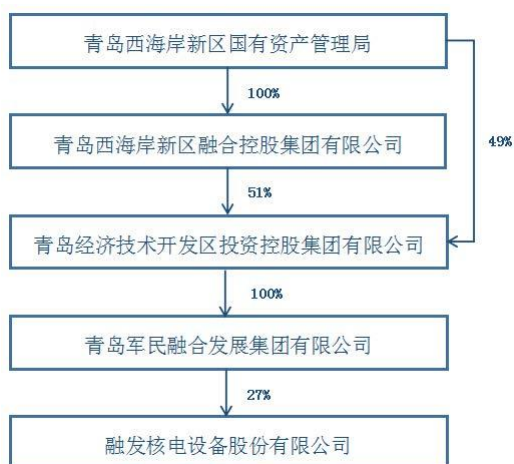 青岛西海岸新区国有资产管理局
100%
青岛西海岸新区融合控股集团有限公司
49%
51%
青岛经济技术开发区投资控股集团有限公司
100%
青岛军民融合发展集团有限公司
27%
融发核电设备股份有限公司